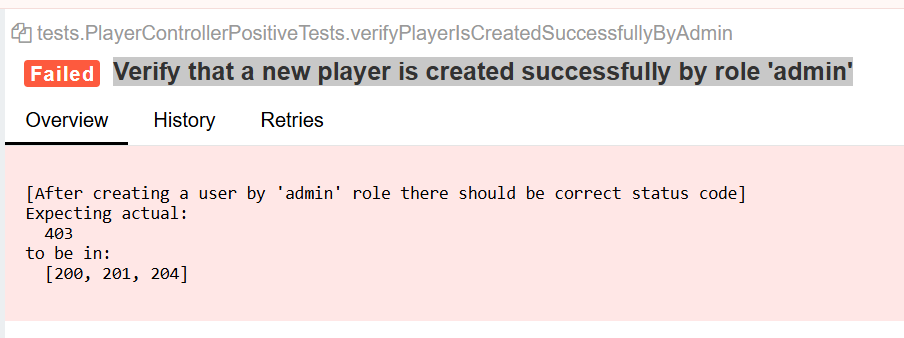 tests.PlayerControllerPositiveTests.verifyPlayerIsCreatedSuccessfullyByAdmin
Failed Verify that a new player is created successfully by role 'admin'
Overview History Retries
[After creating a user by 'admin' role there should be correct status code]
Expecting actual:
  403
to be in:
  [200, 201, 204]